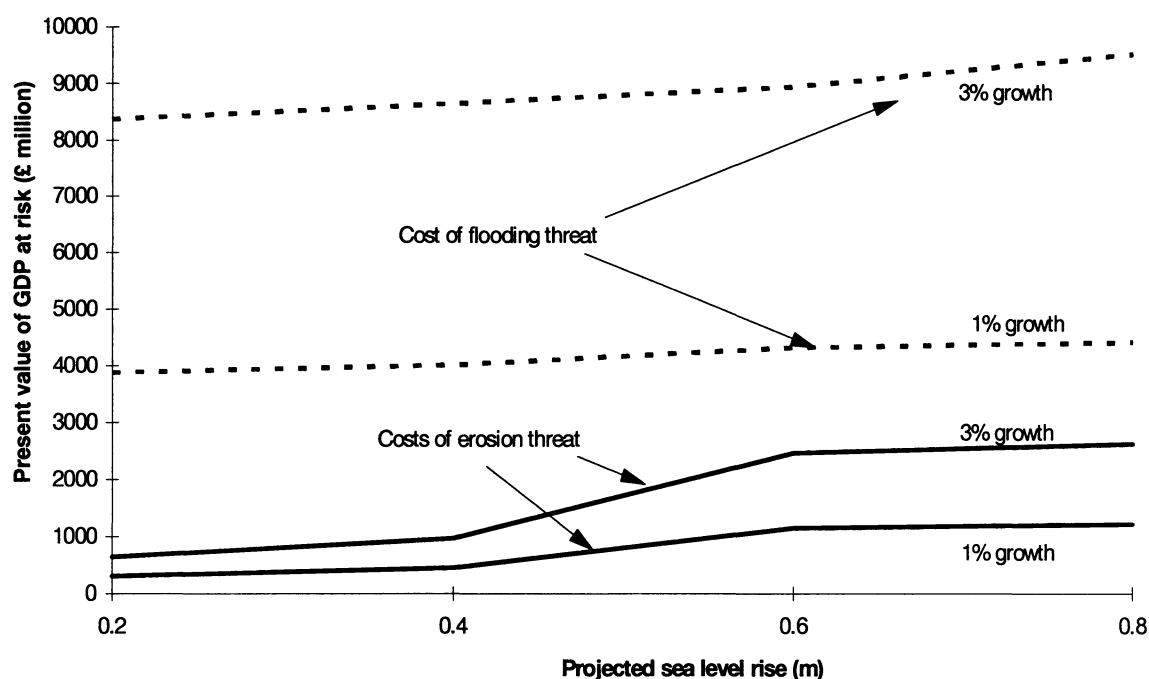 Present value of GDP at risk (£ million)
10000
9000
8000
7000
6000
5000
4000
3000
2000
1000
0
3% growth
Cost of flooding threat
1% growth
Costs of erosion threat
3% growth
1% growth
0.2
0.4
0.6
0.8
Projected sea level rise (m)